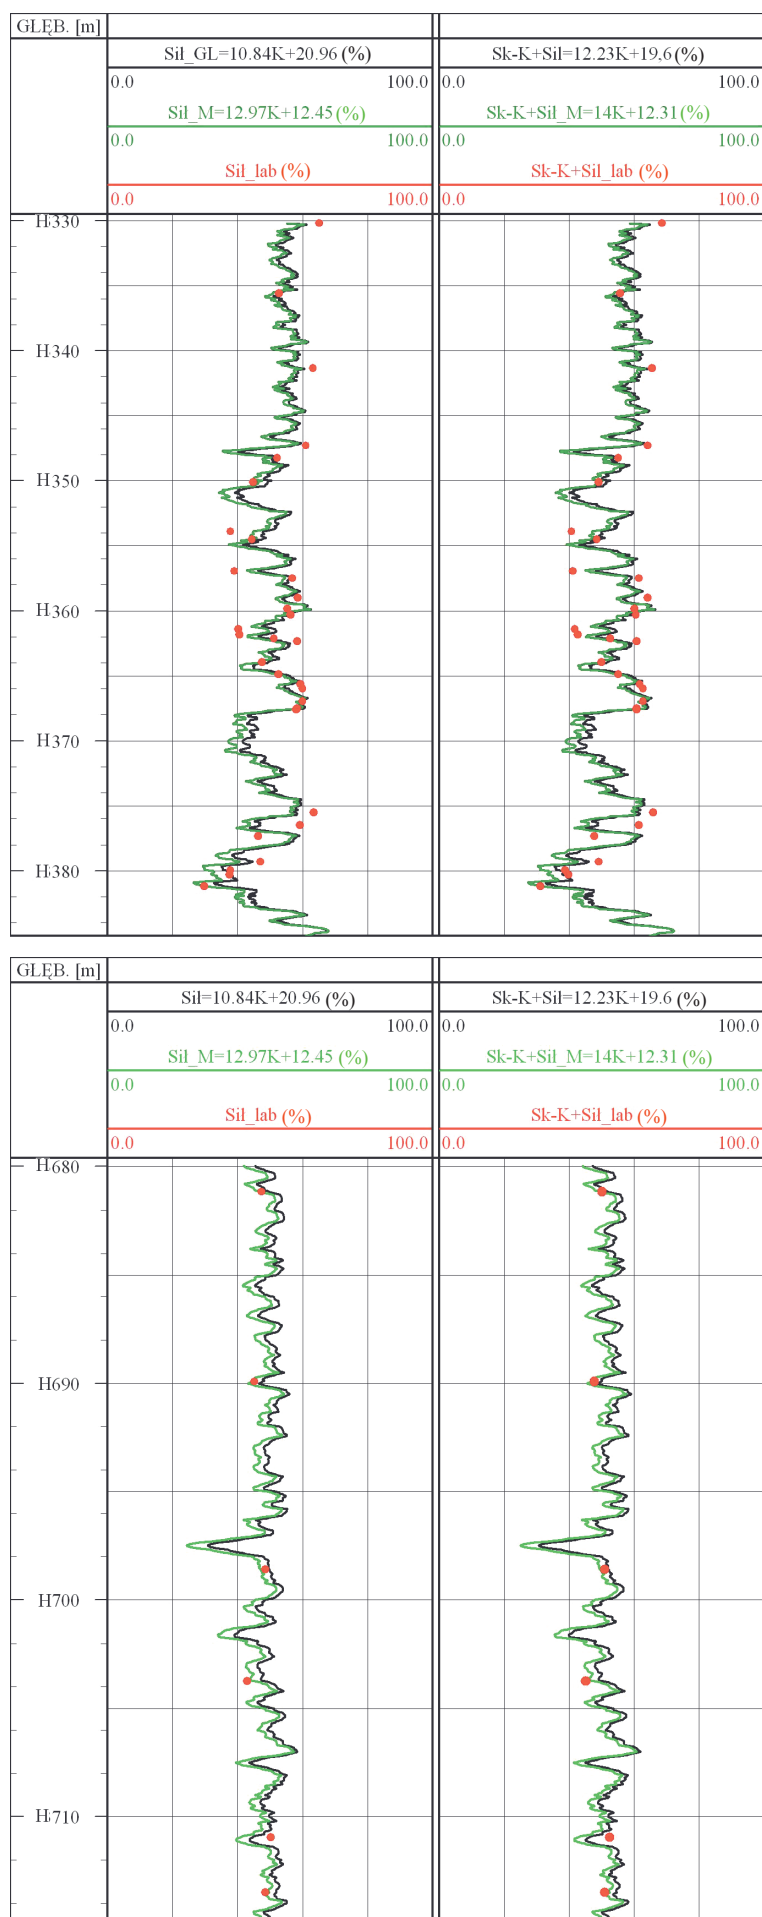 GŁĘB. [m]
Sił_GL=10.84K+20.96 (%)
Sk-K+Sił=12.23K+19,6 (%)
0.0 100.0
0.0 100.0
Sił_M=12.97K+12.45 (%)
Sk-K+Sił_M=14K+12.31 (%)
0.0 100.0
0.0 100.0
Sił_lab (%)
Sk-K+Sił_lab (%)
0.0 100.0
0.0 100.0
H330
H340
H350
H360
H370
H380
GŁĘB. [m]
Sił=10.84K+20.96 (%)
Sk-K+Sił=12.23K+19.6 (%)
0.0 100.0
0.0 100.0
Sił_M=12.97K+12.45 (%)
Sk-K+Sił_M=14K+12.31 (%)
0.0 100.0
0.0 100.0
Sił_lab (%)
Sk-K+Sił_lab (%)
0.0 100.0
0.0 100.0
H680
H690
H700
H710